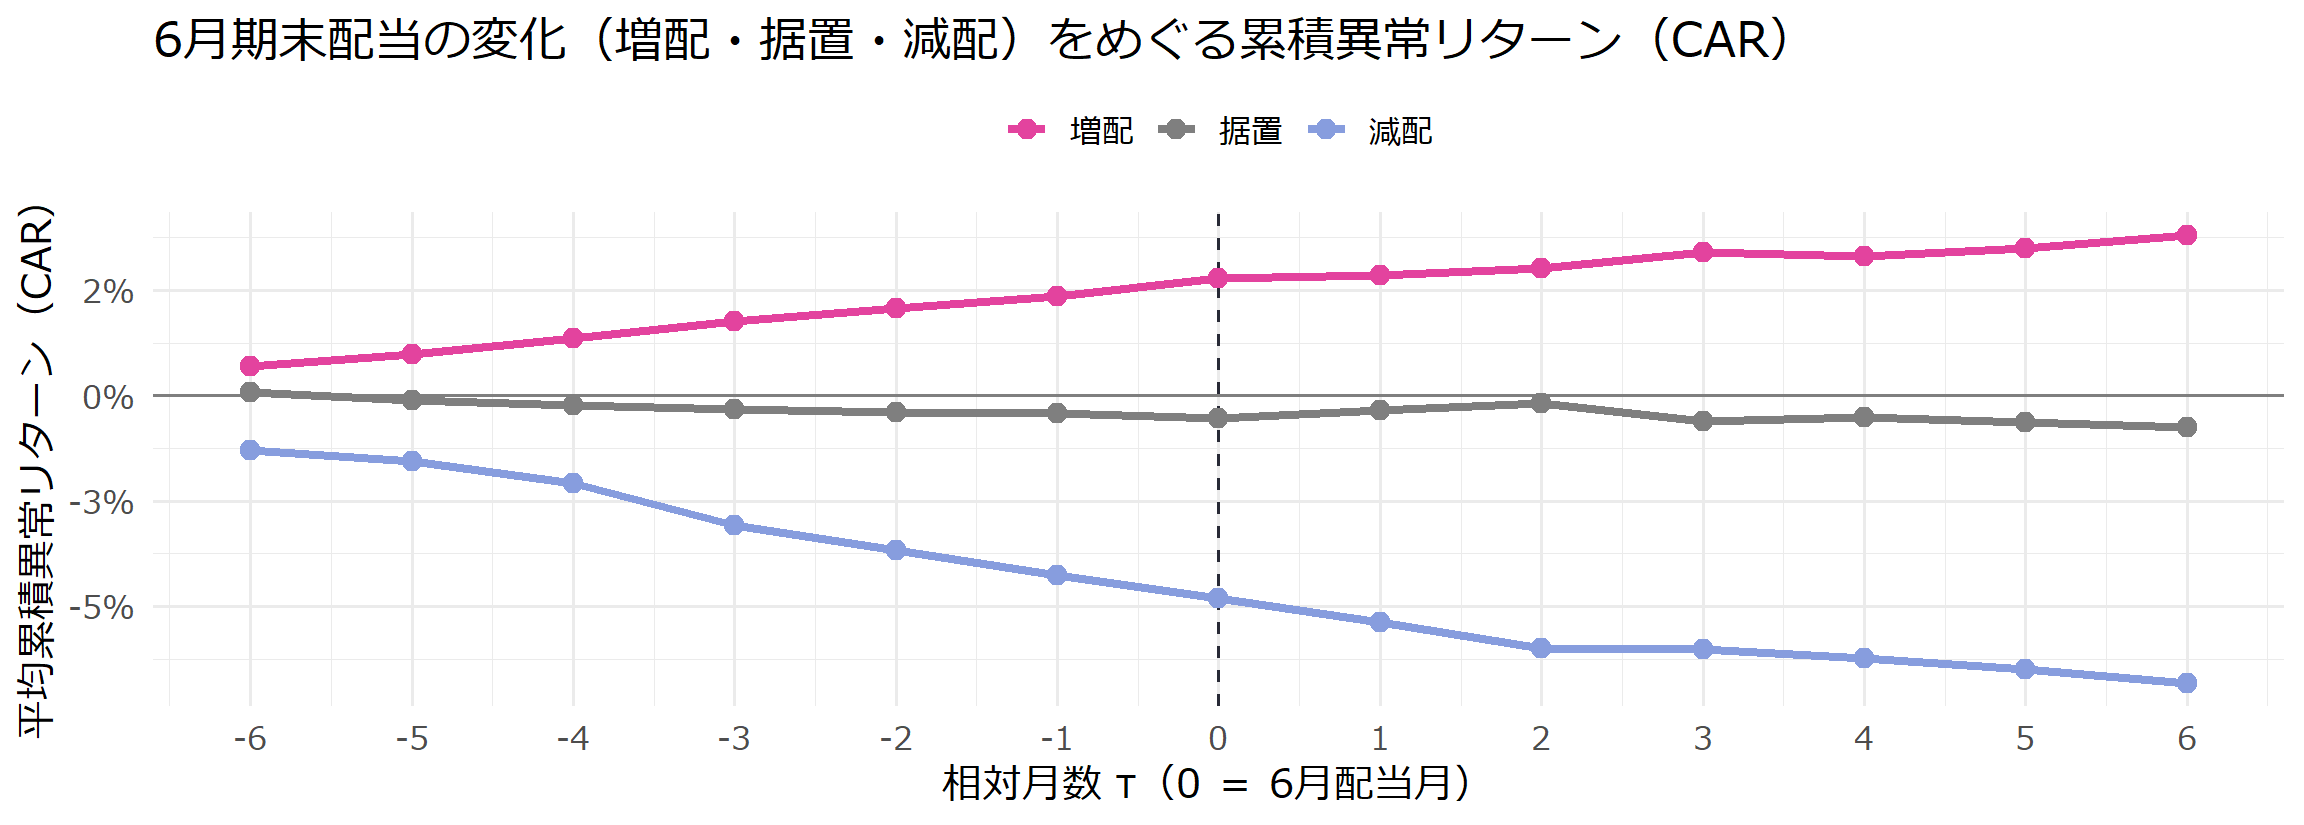 6月期末配当の変化（増配・据置・減配）をめぐる累積異常リターン（CAR）
増配 据置 減配
平均累積異常リターン（CAR）
2%
0%
-3%
-5%
-6 -5 -4 -3 -2 -1 0 1 2 3 4 5 6
相対月数 τ（0 = 6月配当月）